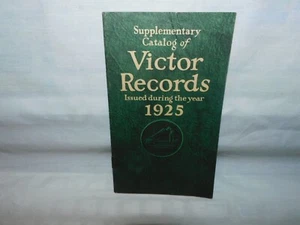 Supplementary
Catalog of
Victor
Records
Issued during the year
1925